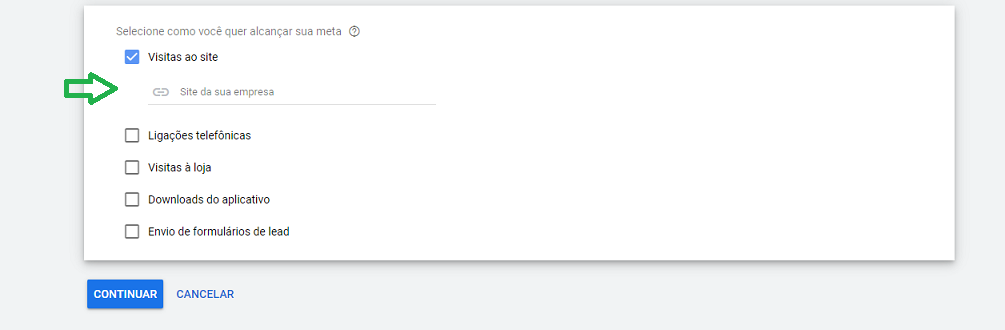 Selecione como você quer alcançar sua meta
Visitas ao site
Site da sua empresa
Ligações telefônicas
Visitas à loja
Downloads do aplicativo
Envio de formulários de lead
CONTINUAR CANCELAR